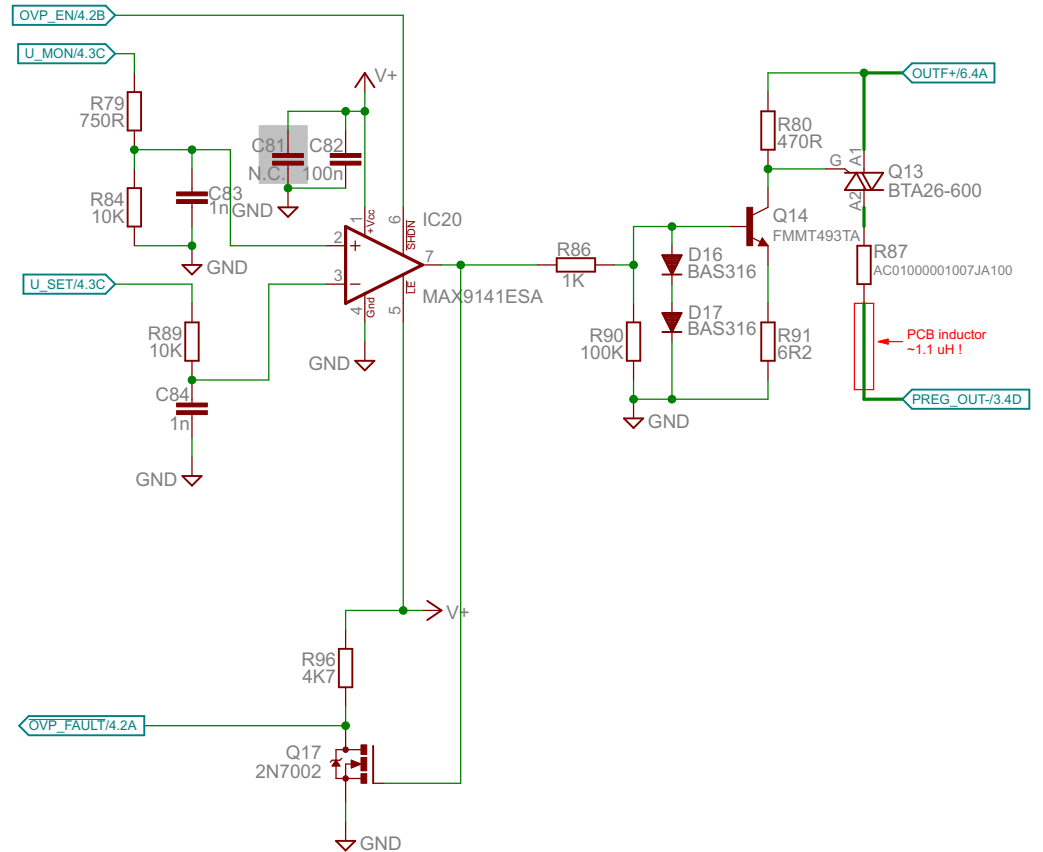 OVP_EN/4.2B
U_MON/4.3C
V+
OUTF+/6.4A
R79
750R
R80
470R
C81
N.C.
C82
100n
G
A1
A2
Q13
BTA26-600
R84
10K
C83
1n
GND
GND
1
+Vcc
6
SHDN
IC20
Q14
FMMT493TA
2
+
7
R86
1K
D16
BAS316
R87
AC01000001007JA100
U_SET/4.3C
3
−
MAX9141ESA
4
Gnd
LE
5
D17
BAS316
R89
10K
R90
100K
R91
6R2
PCB inductor
~1.1 uH !
GND
C84
1n
PREG_OUT-/3.4D
GND
GND
V+
R96
4K7
OVP_FAULT/4.2A
Q17
2N7002
GND